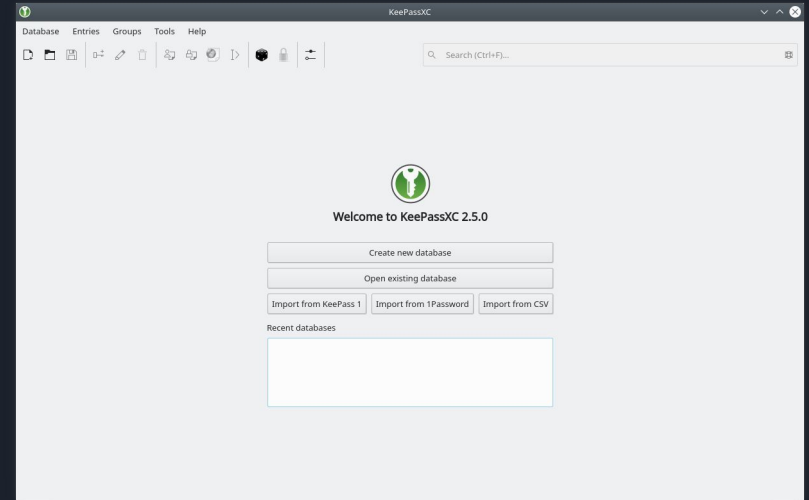 KeePassXC
Database Entries Groups Tools Help
Search (Ctrl+F)...
Welcome to KeePassXC 2.5.0
Create new database
Open existing database
Import from KeePass 1 Import from 1Password Import from CSV
Recent databases